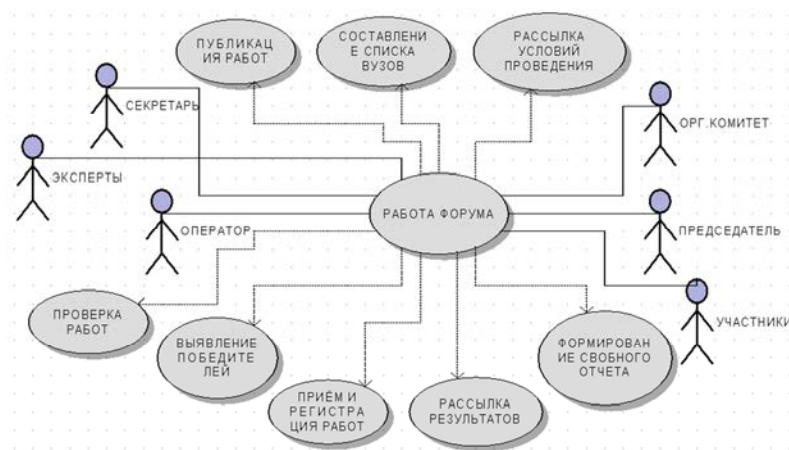 ПУБЛИКАЦ
ИЯ РАБОТ
СОСТАВЛЕНИ
Е СПИСКА
ВУЗОВ
РАССЫЛКА
УСЛОВИЙ
ПРОВЕДЕНИЯ
СЕКРЕТАРЬ
ОРГ.КОМИТЕТ
ЭКСПЕРТЫ
РАБОТА ФОРУМА
ОПЕРАТОР
ПРЕДСЕДАТЕЛЬ
ПРОВЕРКА
РАБОТ
ВЫЯВЛЕНИЕ
ПОБЕДИТЕ
ЛЕЙ
ФОРМИРОВАН
ИЕ СВОБНОГО
ОТЧЕТА
УЧАСТНИКИ
ПРИЁМ И
РЕГИСТРА
ЦИЯ РАБОТ
РАССЫЛКА
РЕЗУЛЬТАТОВ